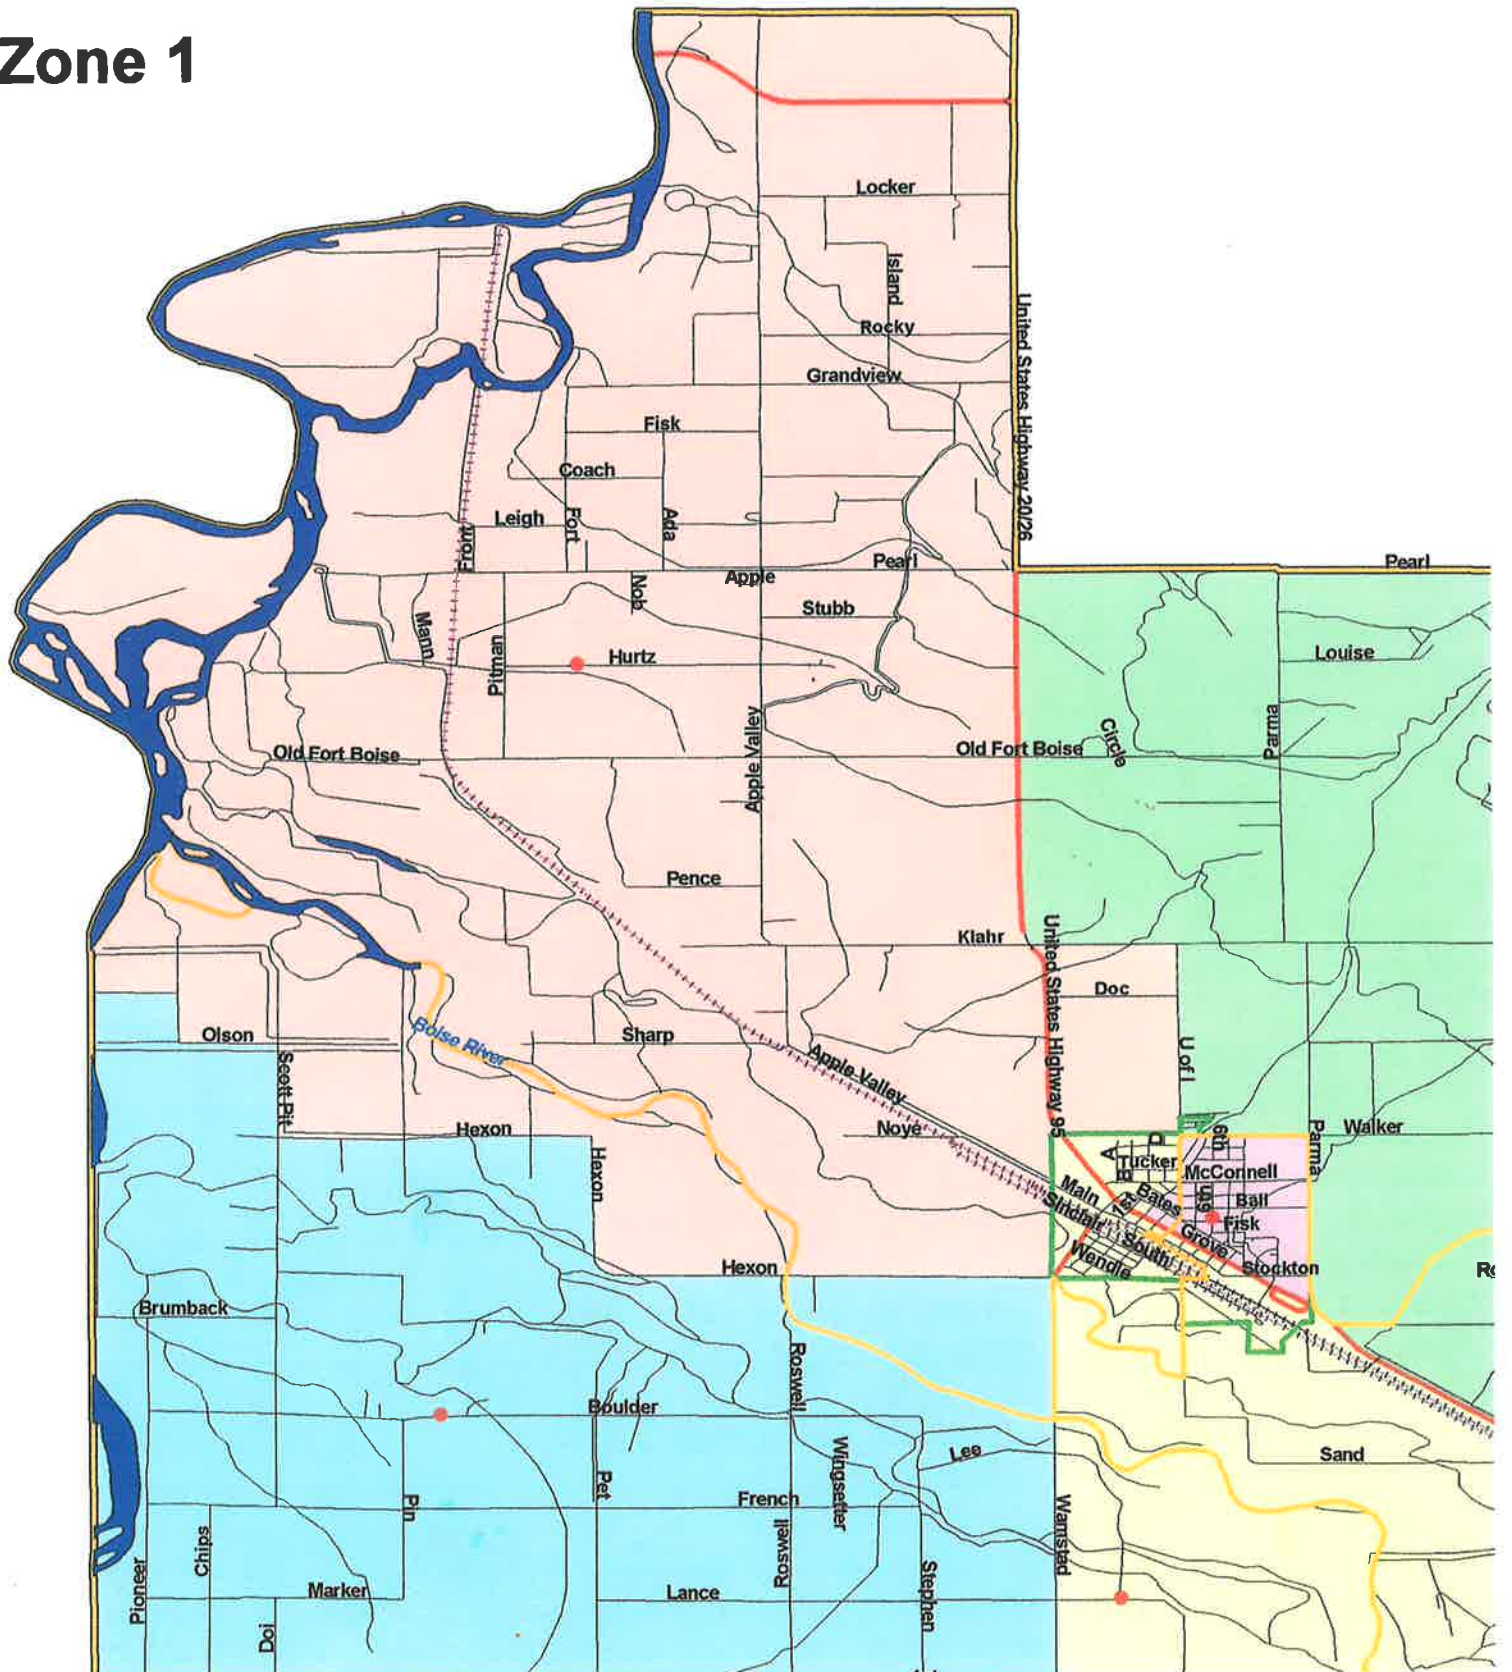 Zone 1
Locker
Island
Rocky
United States Highway 20/26
Grandview
Fisk
Coach
Leigh
Fort
Ada
Front
Pearl
Pearl
Apple
Nob
Stubb
Mann
Hurtz
Pitman
Louise
Parma
Circle
Apple Valley
Old Fort Boise
Old Fort Boise
Pence
Klahr
United States Highway 95
Doc
Olson
Boise River
Sharp
Apple Valley
U of I
Scott Pit
Hexon
Noye
6th
Parma
Walker
D
A
B
Tucker
McConnell
Hexon
Main
Bates
9th
Ball
Sinclair
1st
Fisk
South
Grove
Wendle
Stockton
Hexon
Brumback
Roswell
Boulder
Wingsetter
Lee
Sand
Pet
Pin
French
Roswell
Wamstad
Chips
Pioneer
Marker
Lance
Stephen
Doi